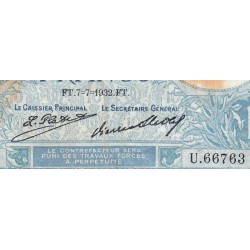 FT.7-7-1932.FT.
LE CAISSIER PRINCIPAL LE SECRÉTAIRE GÉNÉRAL
LE CONTREFACTEUR SERA
PUNI DES TRAVAUX FORCÉS
À PERPÉTUITÉ
U.66763